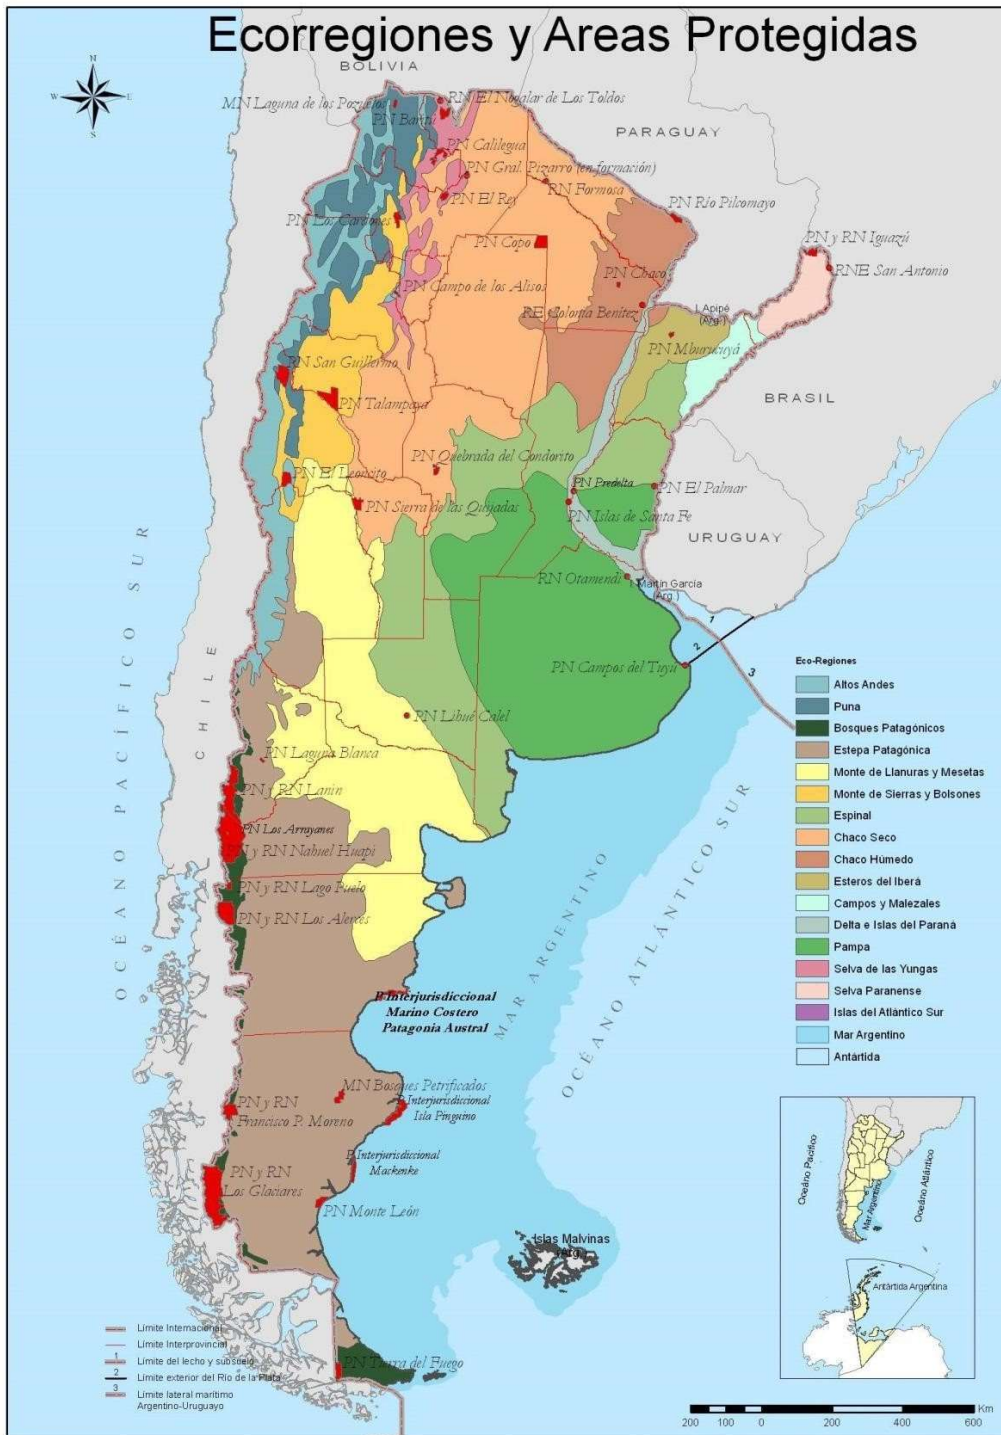 Ecorregiones y Areas Protegidas
BOLIVIA
N
W
E
S
MN Laguna de los Pozuelos
RN El Nogalar de Los Toldos
PN Baritú
PARAGUAY
PN Calilegua
PN Gral. Pizarro (en formación)
RN Formosa
PN El Rey
PN Los Cardones
PN Río Pilcomayo
PN Copo
PN y RN Iguazú
RNE San Antonio
PN Chaco
PN Campo de los Alisos
RE Colonia Benítez
I.Apipé
(Arg.)
PN Mburucuyá
RN San Guillermo
PN Talampaya
BRASIL
PN Quebrada del Condorito
PN El Leoncito
PN Predelta
PN El Palmar
PN Sierra de las Quijadas
PN Islas de Santa Fe
URUGUAY
RN Otamendi
I.Martín García
(Arg.)
1
2
3
PN Campos del Tuyú
OCÉANO PACÍFICO SUR
CHILE
PN Lihué Calel
PN Laguna Blanca
PN y RN Lanín
PN Los Arrayanes
PN y RN Nahuel Huapi
PN y RN Lago Puelo
PN y RN Los Alerces
MAR ARGENTINO
OCÉANO ATLÁNTICO SUR
P. Interjurisdiccional
Marino Costero
Patagonia Austral
MN Bosques Petrificados
P. Interjurisdiccional
Isla Pinguino
PN y RN
Francisco P. Moreno
P. Interjurisdiccional
Mackenke
PN y RN
Los Glaciares
PN Monte León
Islas Malvinas
(Arg.)
PN Tierra del Fuego
Eco-Regiones
Altos Andes
Puna
Bosques Patagónicos
Estepa Patagónica
Monte de Llanuras y Mesetas
Monte de Sierras y Bolsones
Espinal
Chaco Seco
Chaco Húmedo
Esteros del Iberá
Campos y Malezales
Delta e Islas del Paraná
Pampa
Selva de las Yungas
Selva Paranense
Islas del Atlántico Sur
Mar Argentino
Antártida
Océano Pacífico
Mar Argentino
Océano Atlántico
Antártida Argentina
Límite Internacional
Límite Interprovincial
1 Límite del lecho y subsuelo
2 Límite exterior del Río de la Plata
3 Límite lateral marítimo
Argentino-Uruguayo
200 100 0 200 400 600 Km